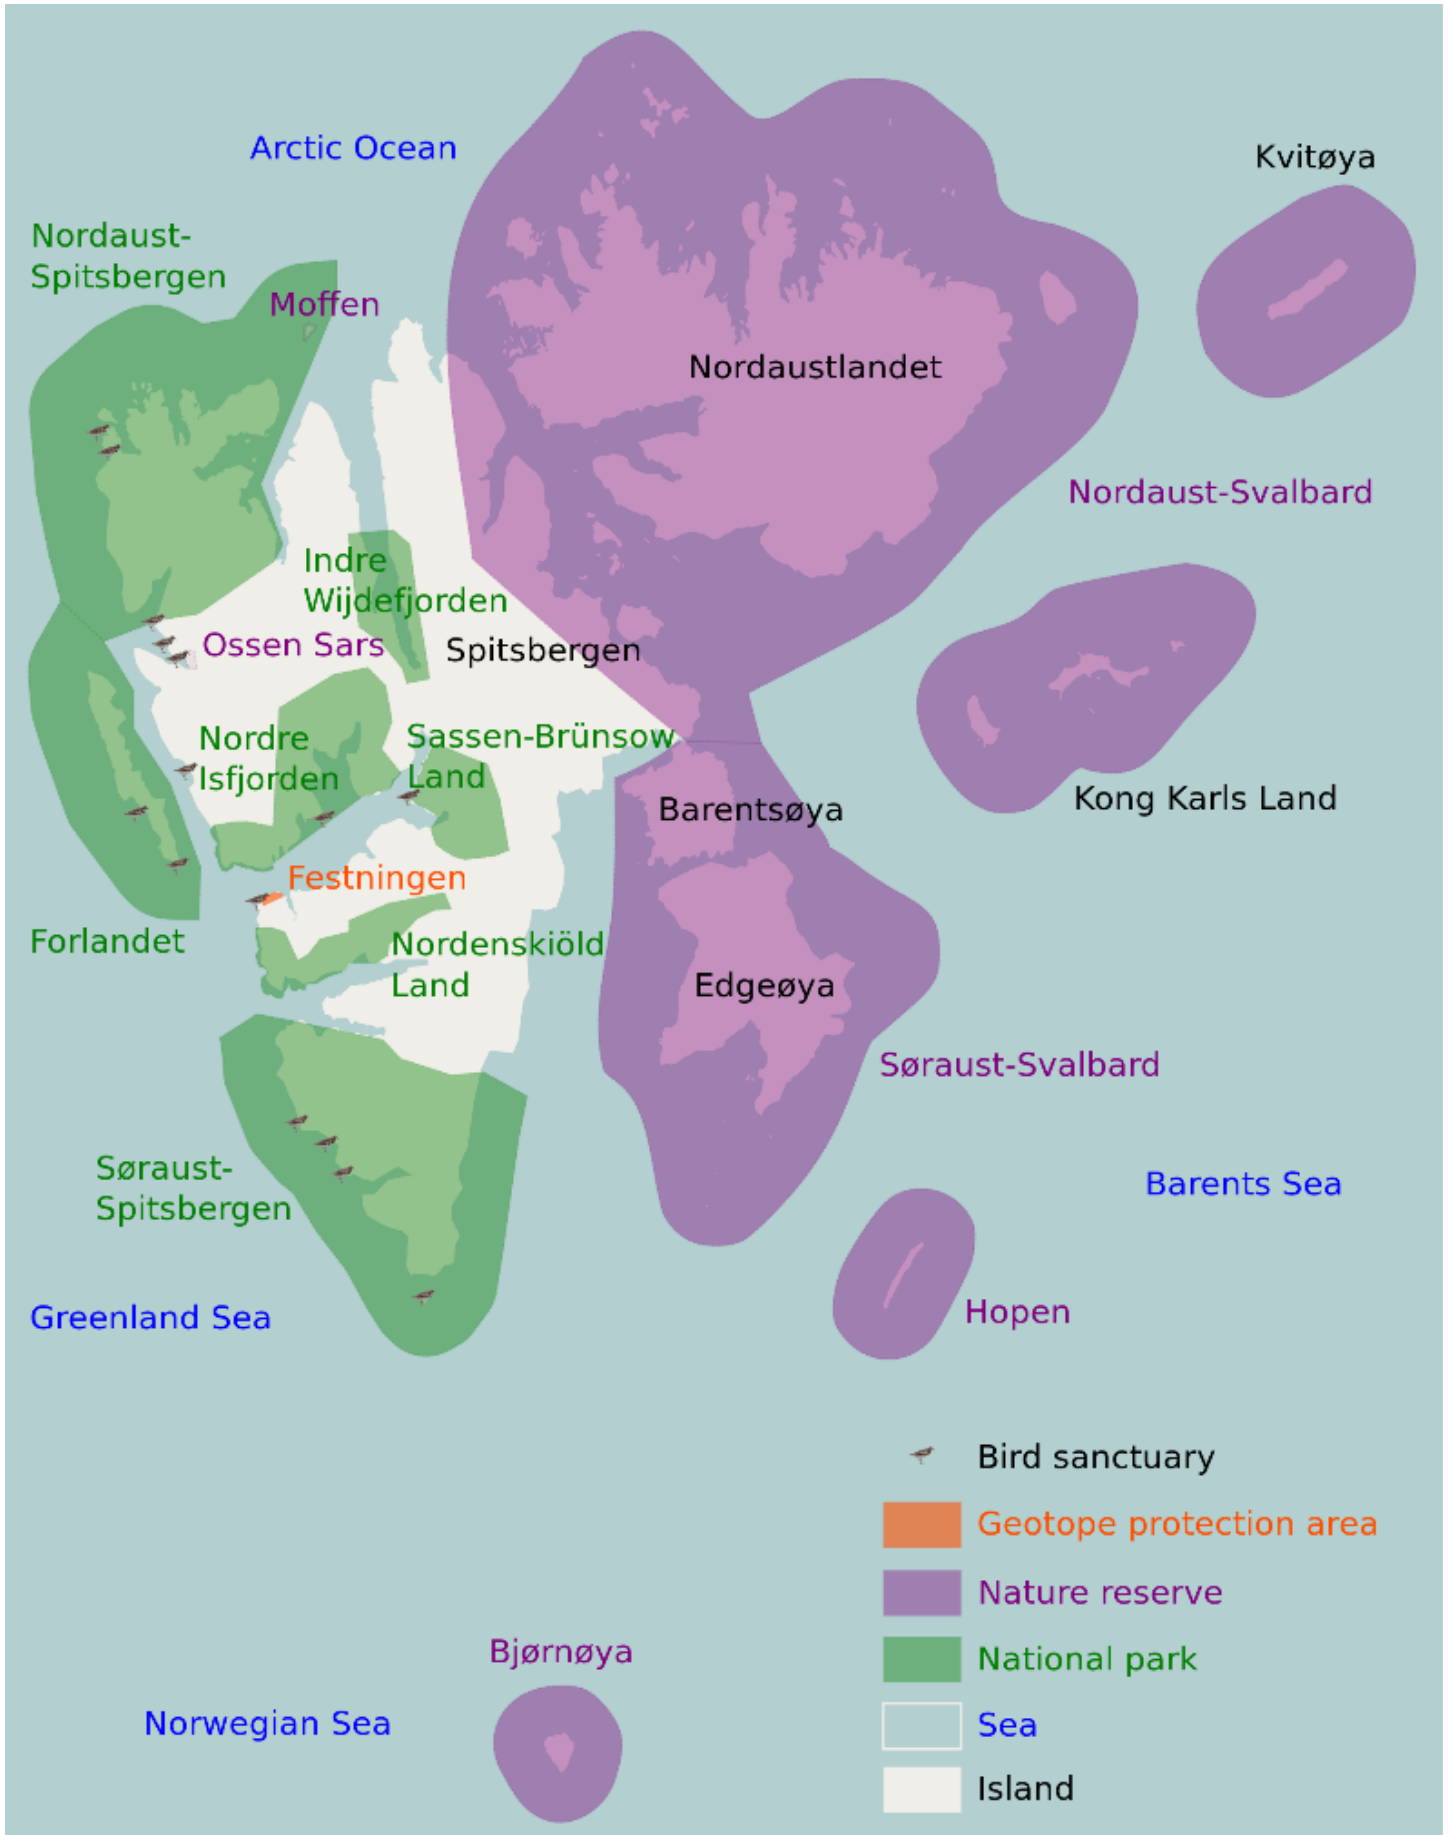 Arctic Ocean
Kvitøya
Nordaust-
Spitsbergen
Moffen
Nordaustlandet
Nordaust-Svalbard
Indre
Wijdefjorden
Ossen Sars
Spitsbergen
Nordre
Isfjorden
Sassen-Brünsow
Land
Barentsøya
Kong Karls Land
Festningen
Forlandet
Nordenskiöld
Land
Edgeøya
Søraust-Svalbard
Søraust-
Spitsbergen
Barents Sea
Greenland Sea
Hopen
Bird sanctuary
Geotope protection area
Nature reserve
National park
Sea
Island
Bjørnøya
Norwegian Sea